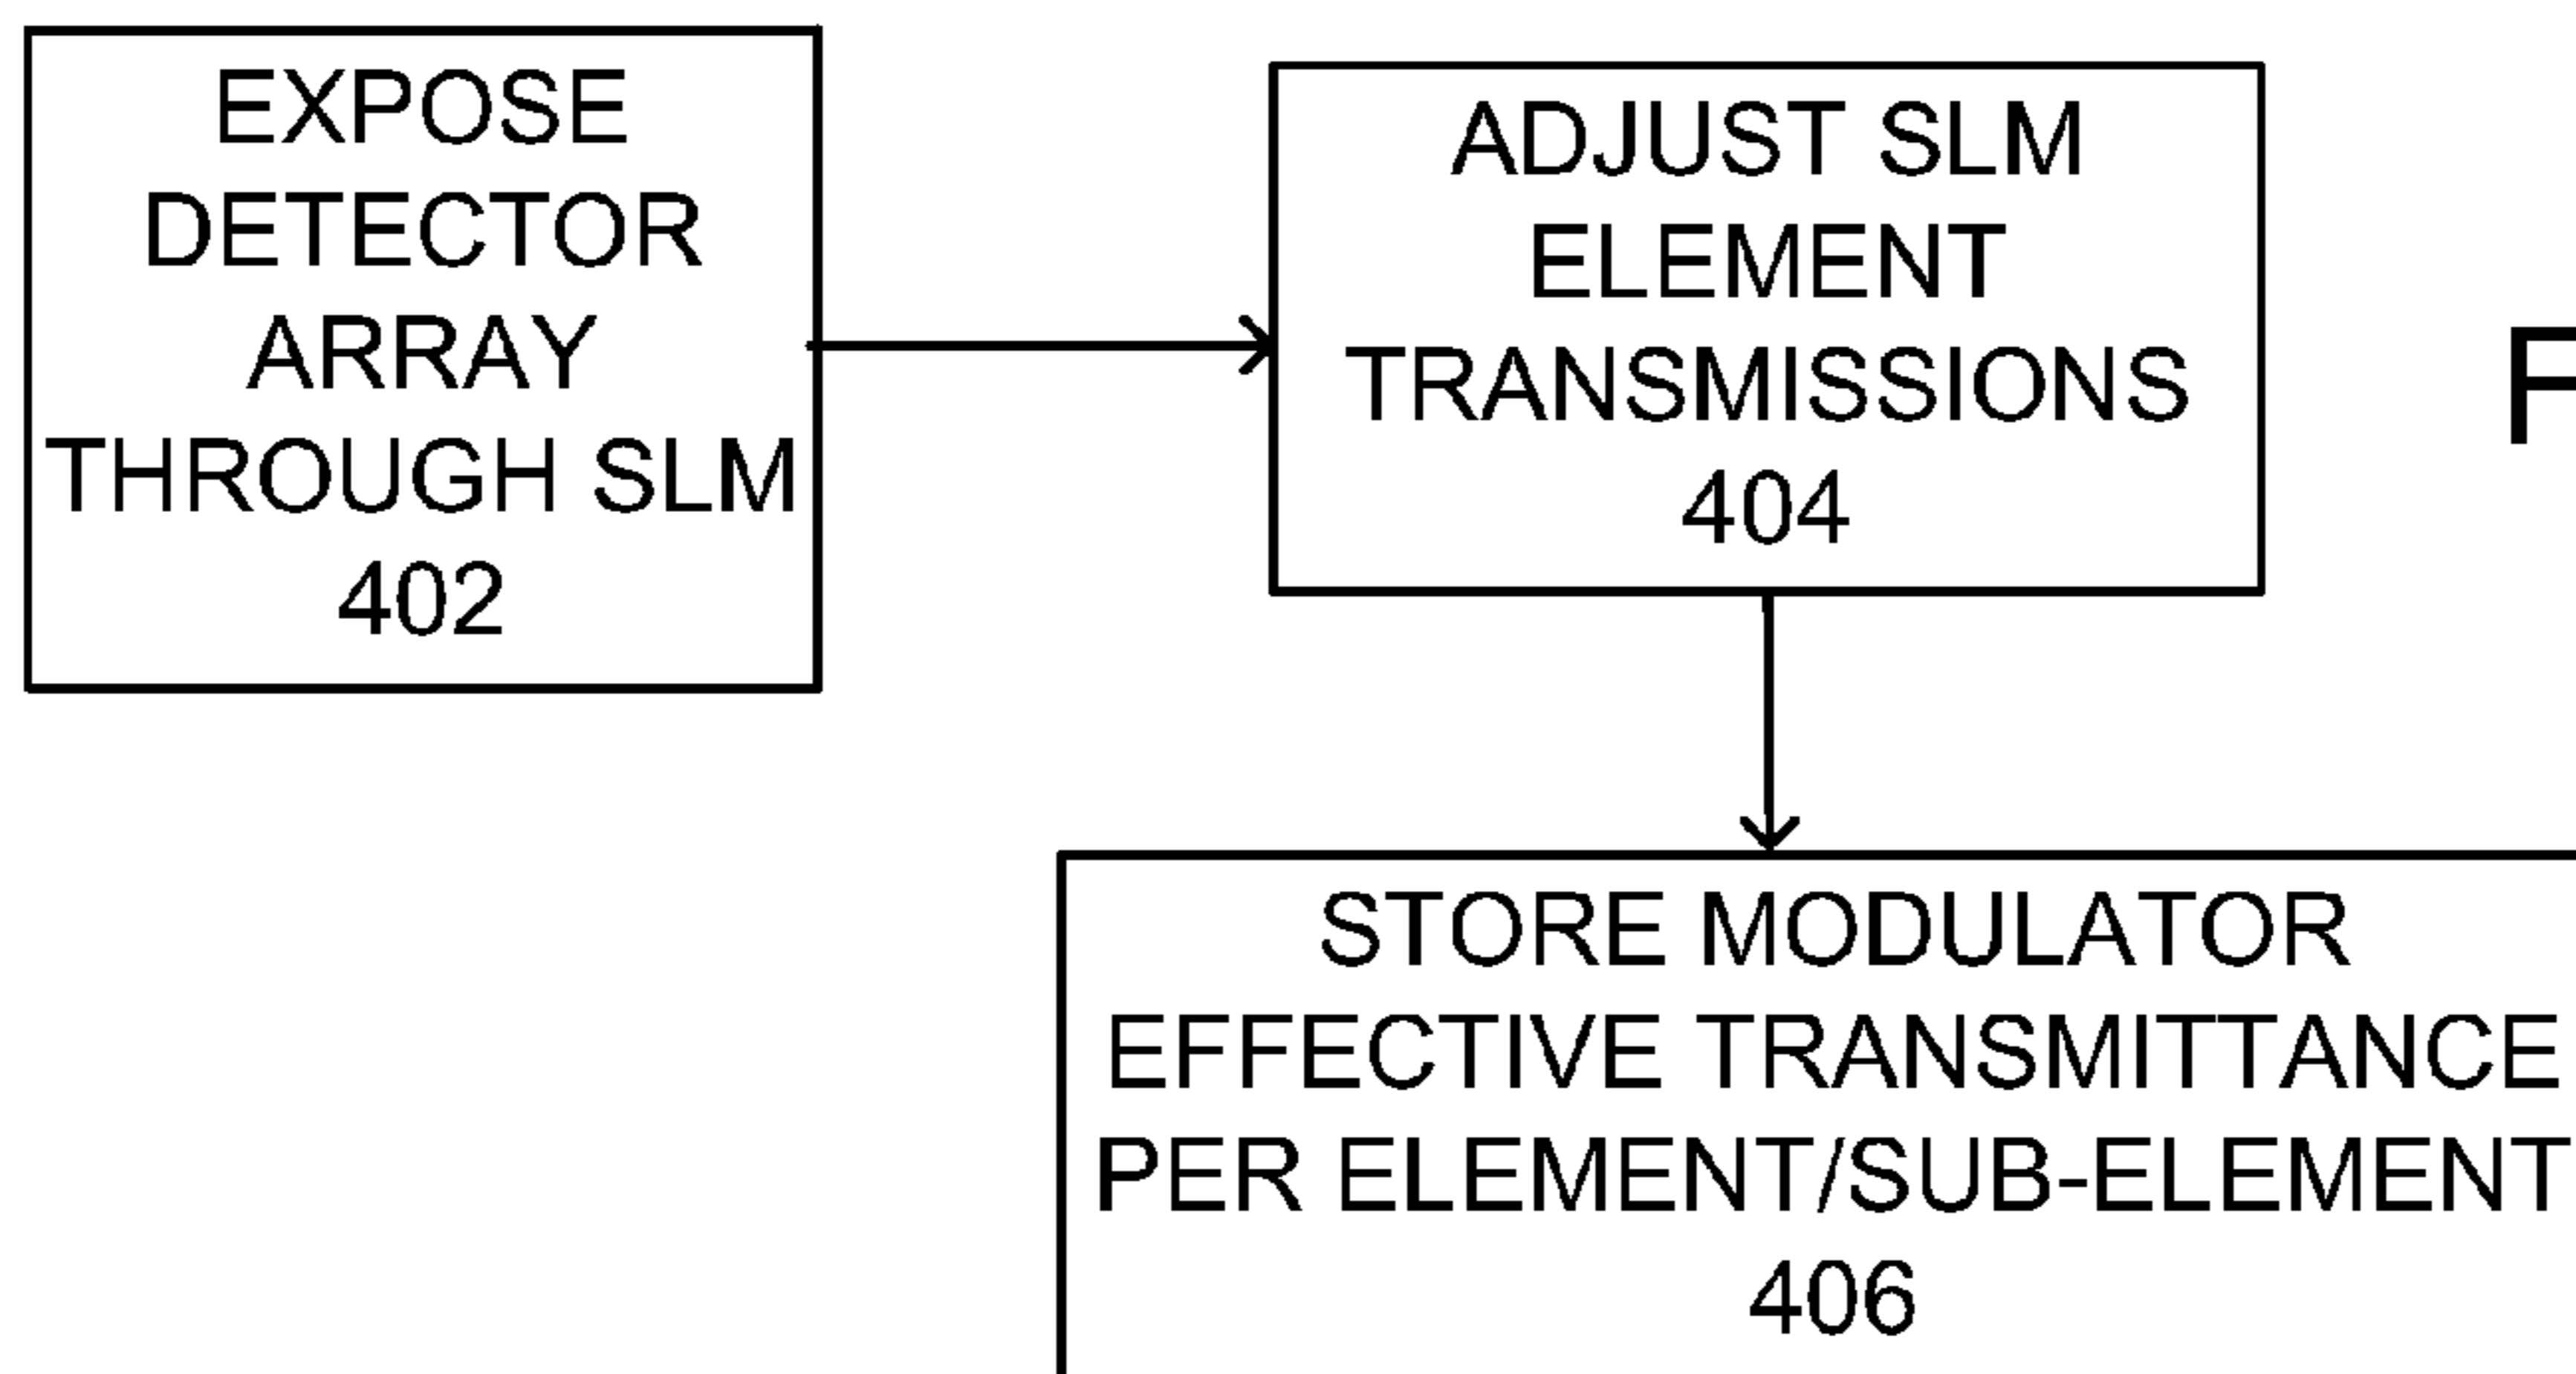 EXPOSE
DETECTOR
ARRAY
THROUGH SLM
402
ADJUST SLM
ELEMENT
TRANSMISSIONS
404
F
STORE MODULATOR
EFFECTIVE TRANSMITTANCE
PER ELEMENT/SUB-ELEMENT
406